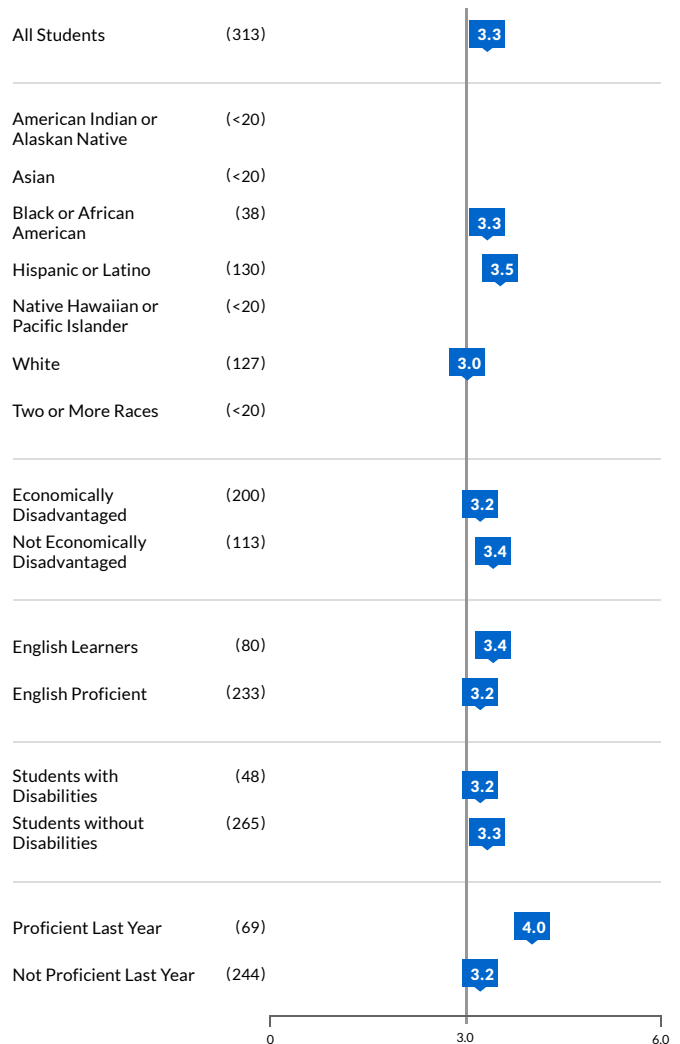 All Students (313) 3.3
American Indian or (<20)
Alaskan Native
Asian (<20)
Black or African (38) 3.3
American
Hispanic or Latino (130) 3.5
Native Hawaiian or (<20)
Pacific Islander
White (127) 3.0
Two or More Races (<20)
Economically (200) 3.2
Disadvantaged
Not Economically (113) 3.4
Disadvantaged
English Learners (80) 3.4
English Proficient (233) 3.2
Students with (48) 3.2
Disabilities
Students without (265) 3.3
Disabilities
Proficient Last Year (69) 4.0
Not Proficient Last Year (244) 3.2
0 3.0 6.0